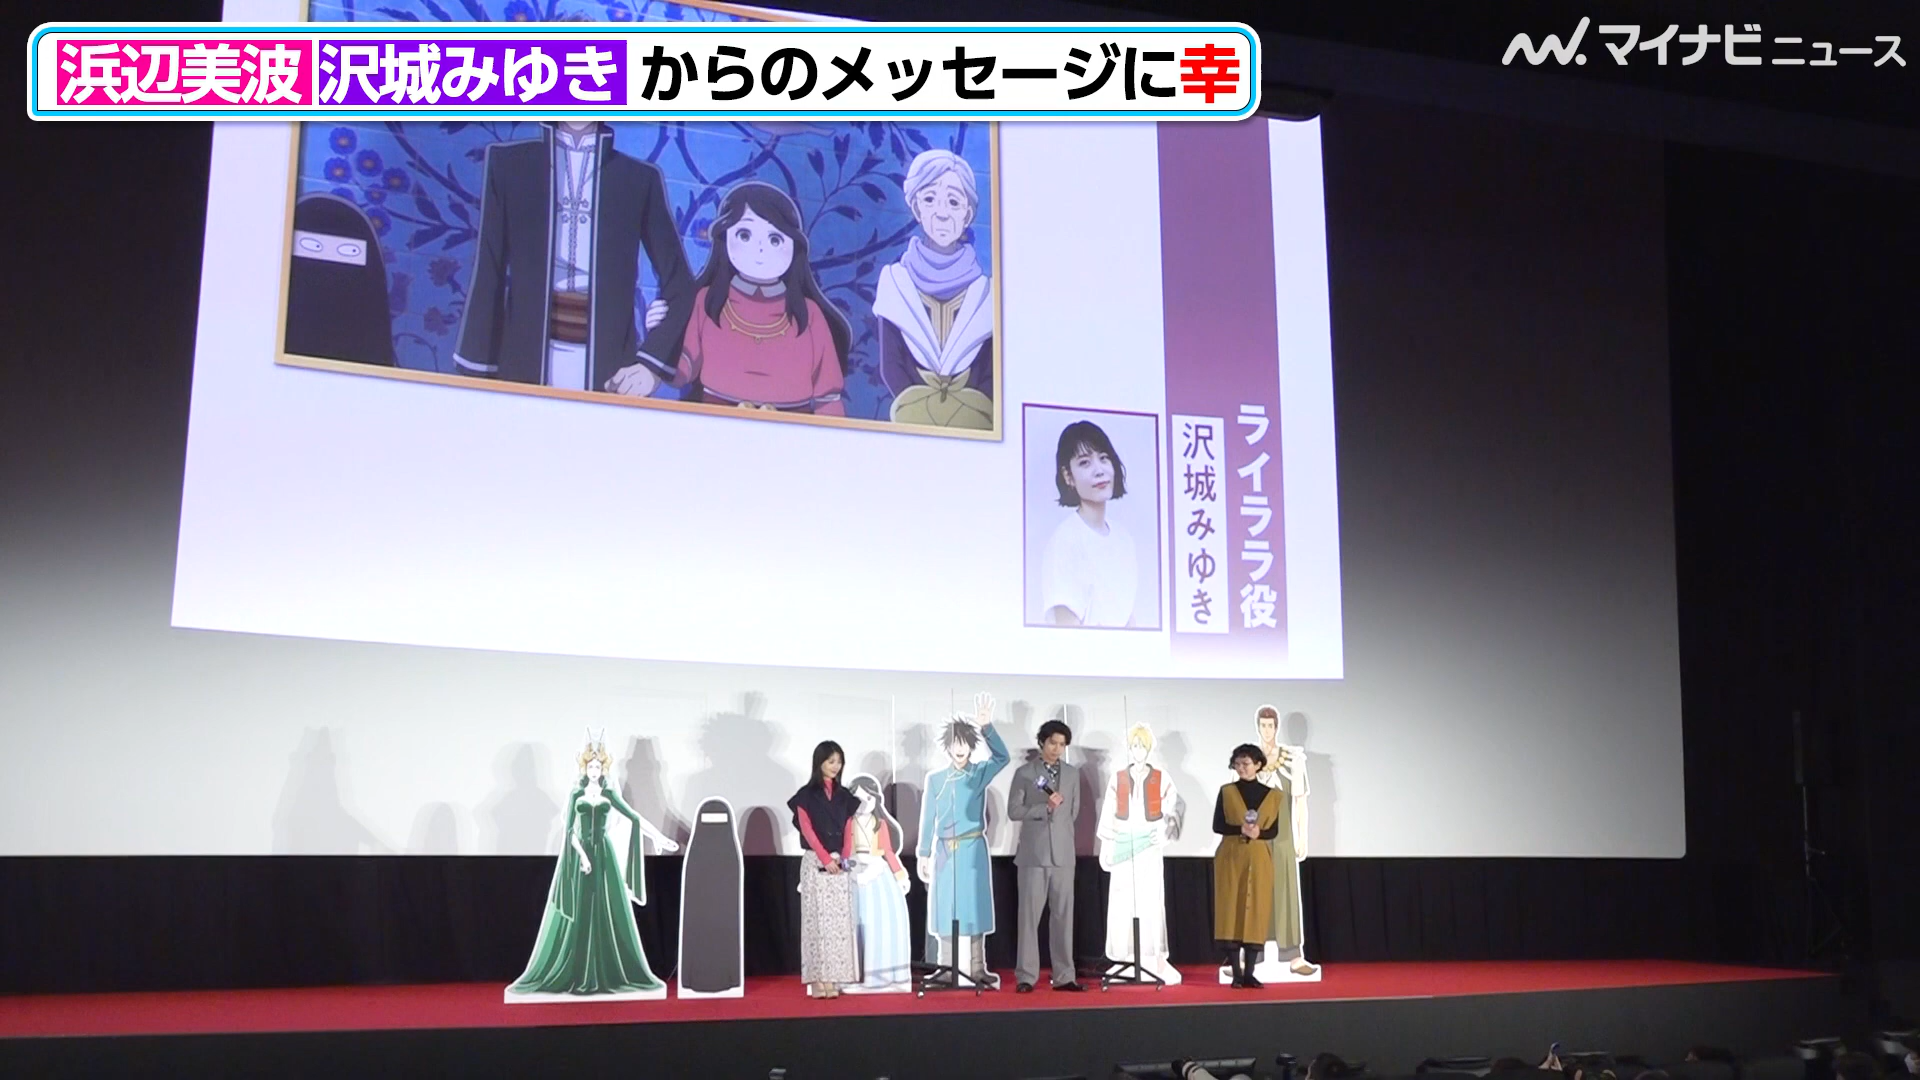 浜辺美波 沢城みゆき からのメッセージに幸
マイナビニュース
ライララ役
沢城みゆき